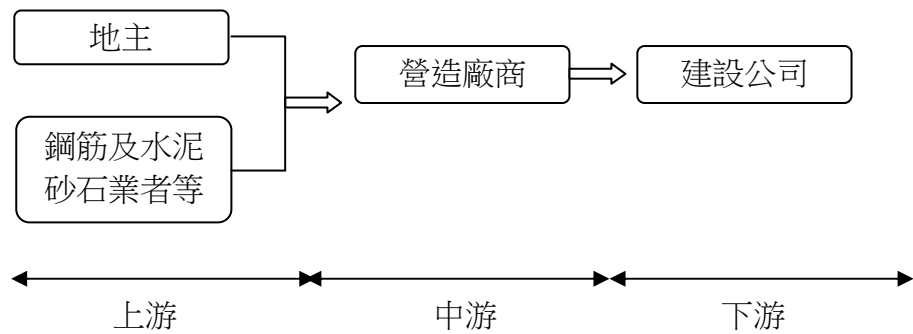 地主
營造廠商
建設公司
鋼筋及水泥
砂石業者等
上游
中游
下游